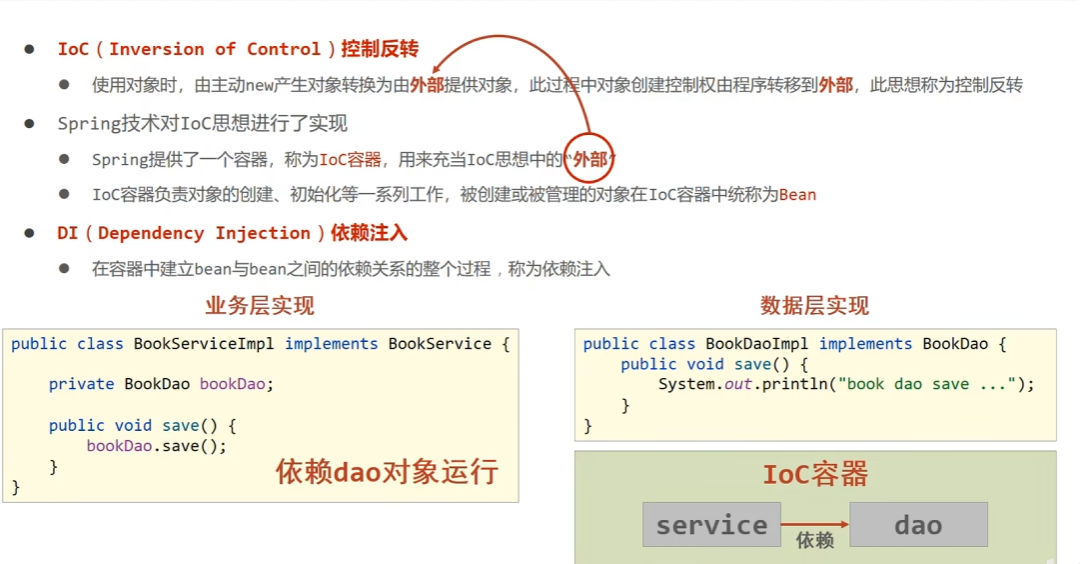 IoC（Inversion of Control）控制反转
使用对象时，由主动new产生对象转换为由外部提供对象，此过程中对象创建控制权由程序转移到外部，此思想称为控制反转
Spring技术对IoC思想进行了实现
Spring提供了一个容器，称为IoC容器，用来充当IoC思想中的“外部”
IoC容器负责对象的创建、初始化等一系列工作，被创建或被管理的对象在IoC容器中统称为Bean
DI（Dependency Injection）依赖注入
在容器中建立bean与bean之间的依赖关系的整个过程，称为依赖注入
业务层实现
public class BookServiceImpl implements BookService {
private BookDao bookDao;
public void save() {
bookDao.save();
}
}
依赖dao对象运行
数据层实现
public class BookDaoImpl implements BookDao {
public void save() {
System.out.println("book dao save ...");
}
}
IoC容器
service
依赖
dao